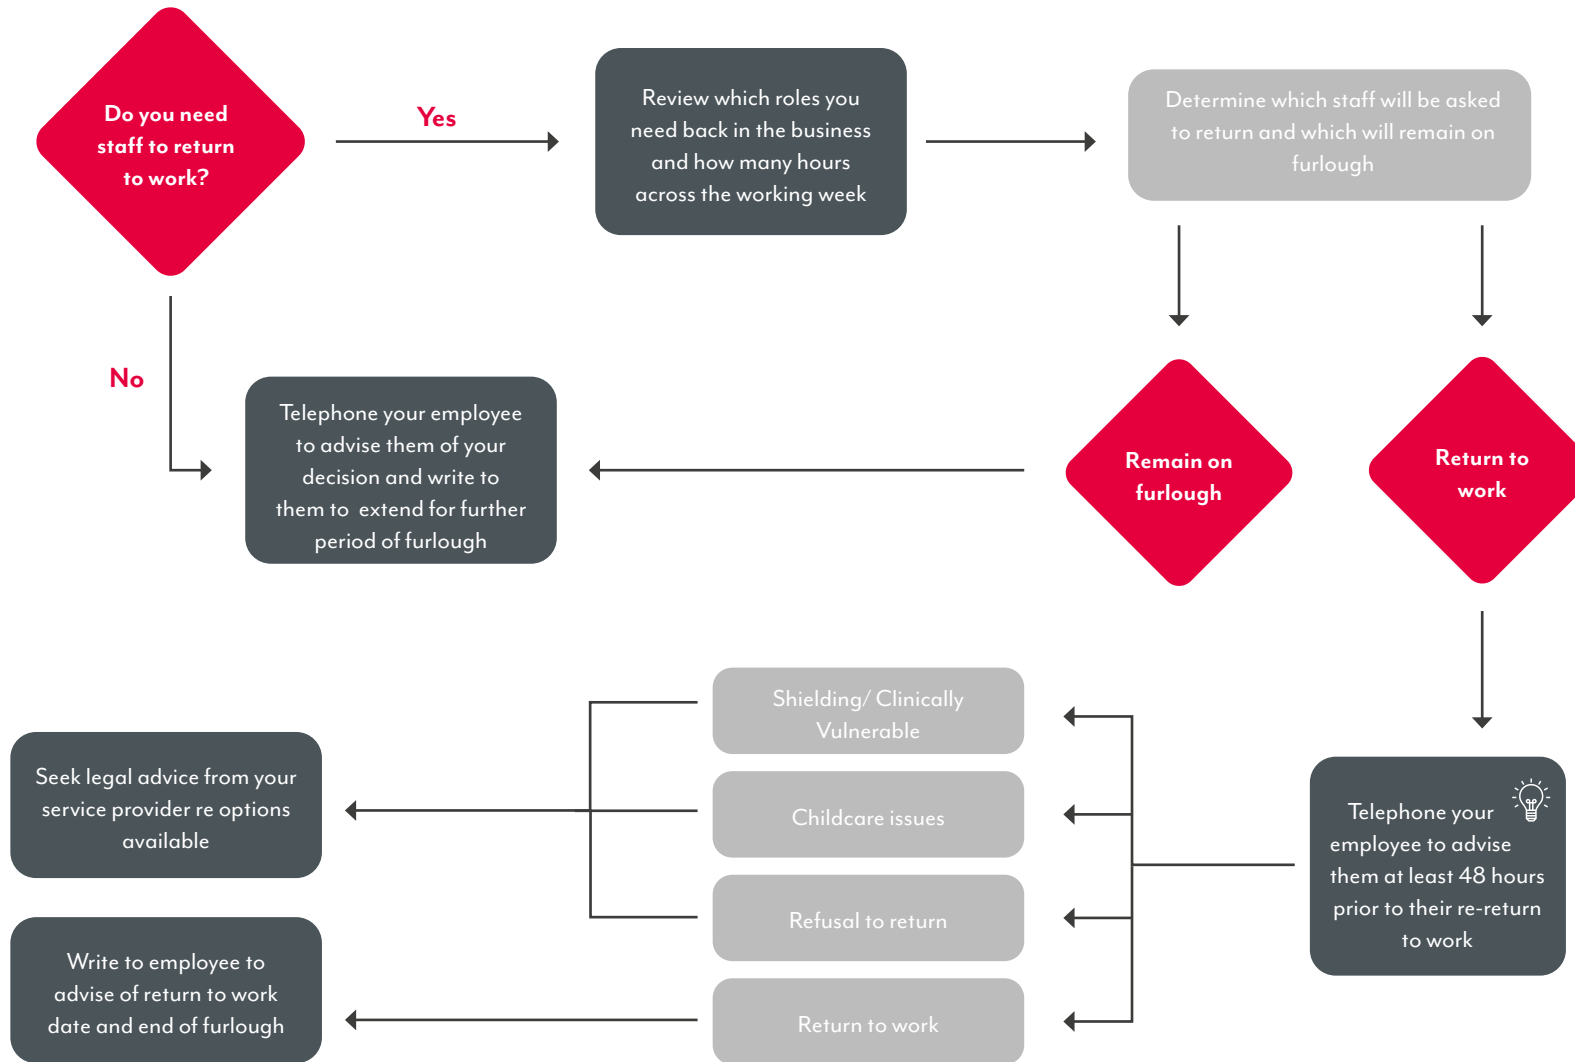 Do you need
staff to return
to work?
Yes
Review which roles you
need back in the business
and how many hours
across the working week
Determine which staff will be asked
to return and which will remain on
furlough
No
Telephone your employee
to advise them of your
decision and write to
them to extend for further
period of furlough
Remain on
furlough
Return to
work
Shielding/ Clinically
Vulnerable
Childcare issues
Refusal to return
Return to work
Telephone your
employee to advise
them at least 48 hours
prior to their re-return
to work
Seek legal advice from your
service provider re options
available
Write to employee to
advise of return to work
date and end of furlough